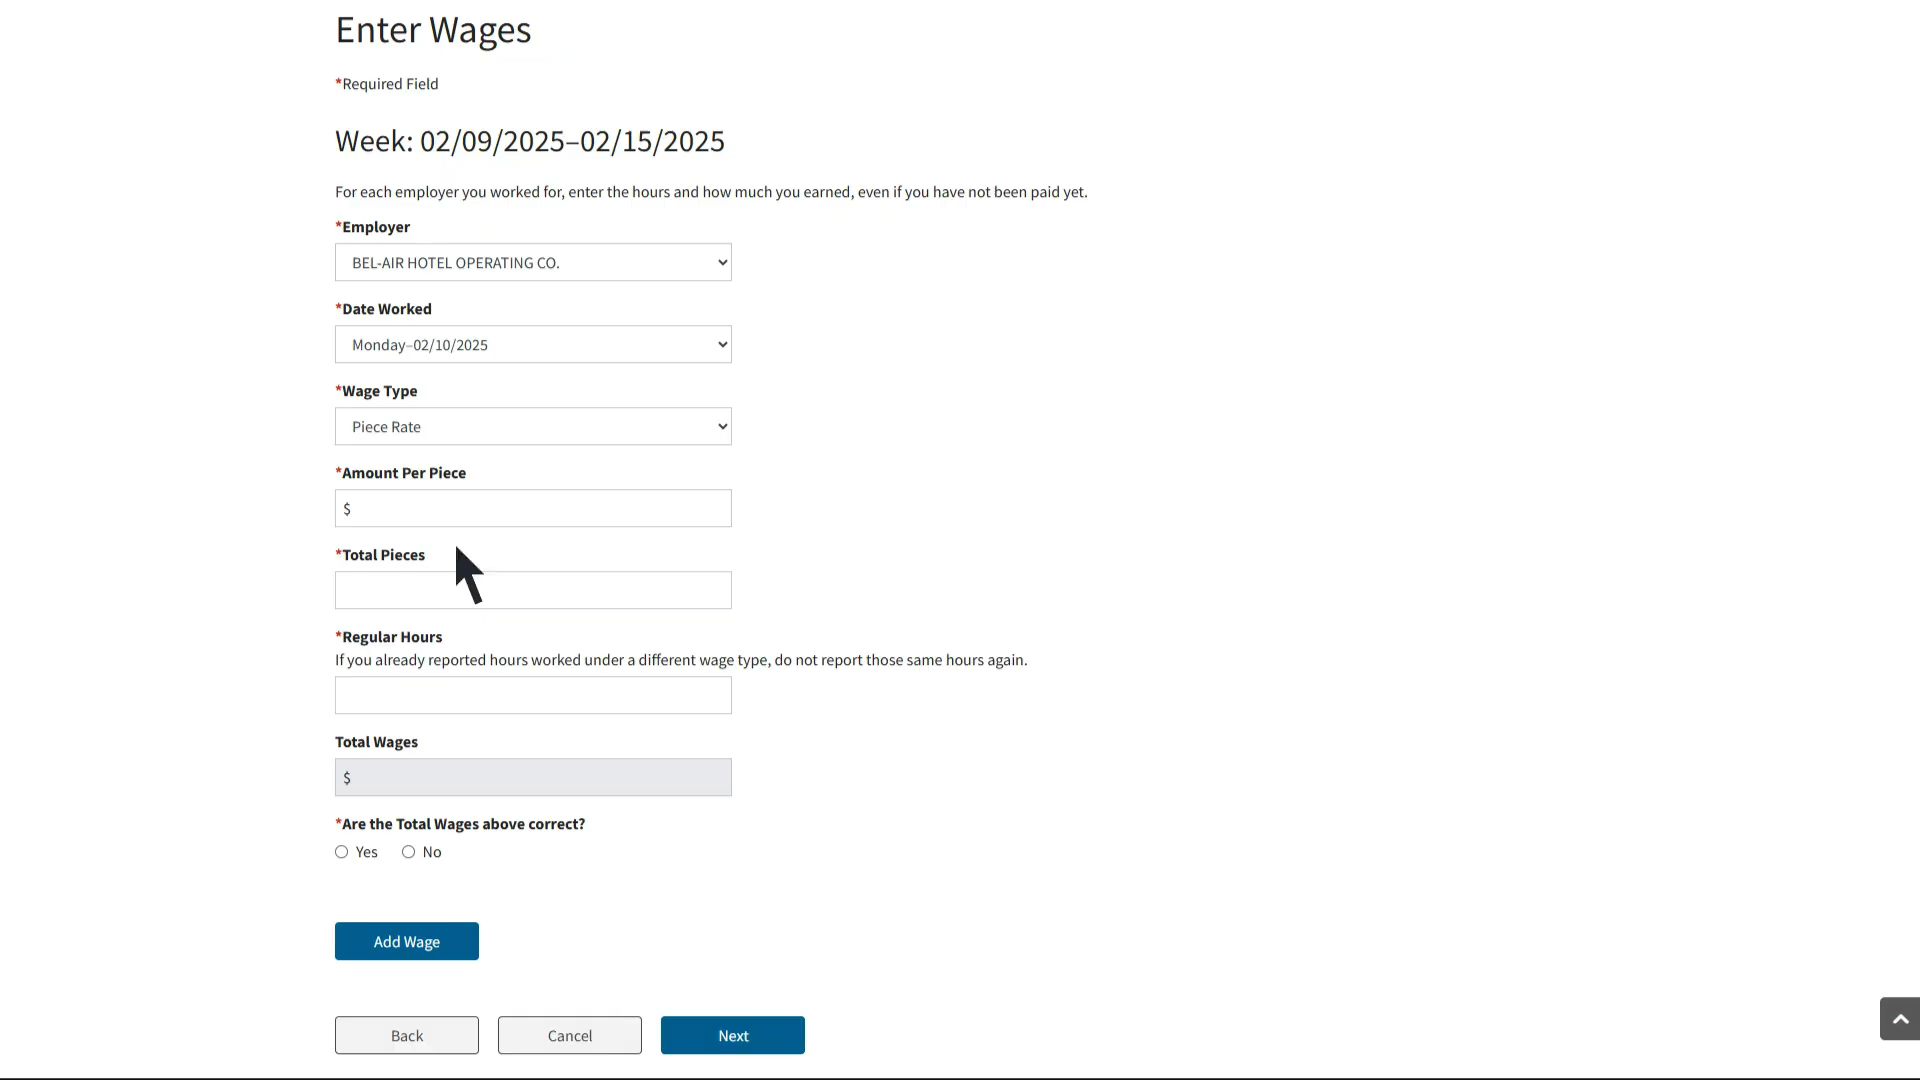 Enter Wages
*Required Field
Week: 02/09/2025–02/15/2025
For each employer you worked for, enter the hours and how much you earned, even if you have not been paid yet.
*Employer
BEL-AIR HOTEL OPERATING CO.
*Date Worked
Monday–02/10/2025
*Wage Type
Piece Rate
*Amount Per Piece
$
*Total Pieces
*Regular Hours
If you already reported hours worked under a different wage type, do not report those same hours again.
Total Wages
$
*Are the Total Wages above correct?
Yes No
Add Wage
Back Cancel Next